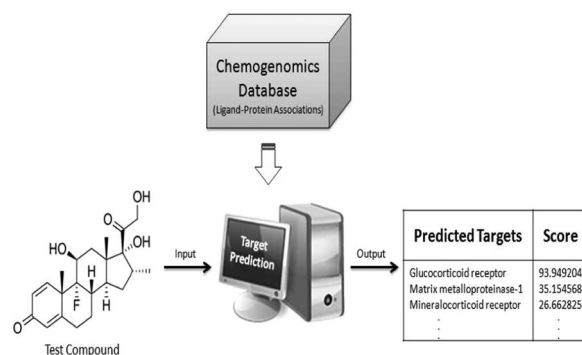 Chemogenomics
Database
(Ligand-Protein Associations)
OH
O
OH
HO
H
F
H
H
O
Test Compound
Input
Target
Prediction
Output
Predicted Targets Score
Glucocorticoid receptor 93.949204
Matrix metalloproteinase-1 35.154568
Mineralocorticoid receptor 26.662825
: :